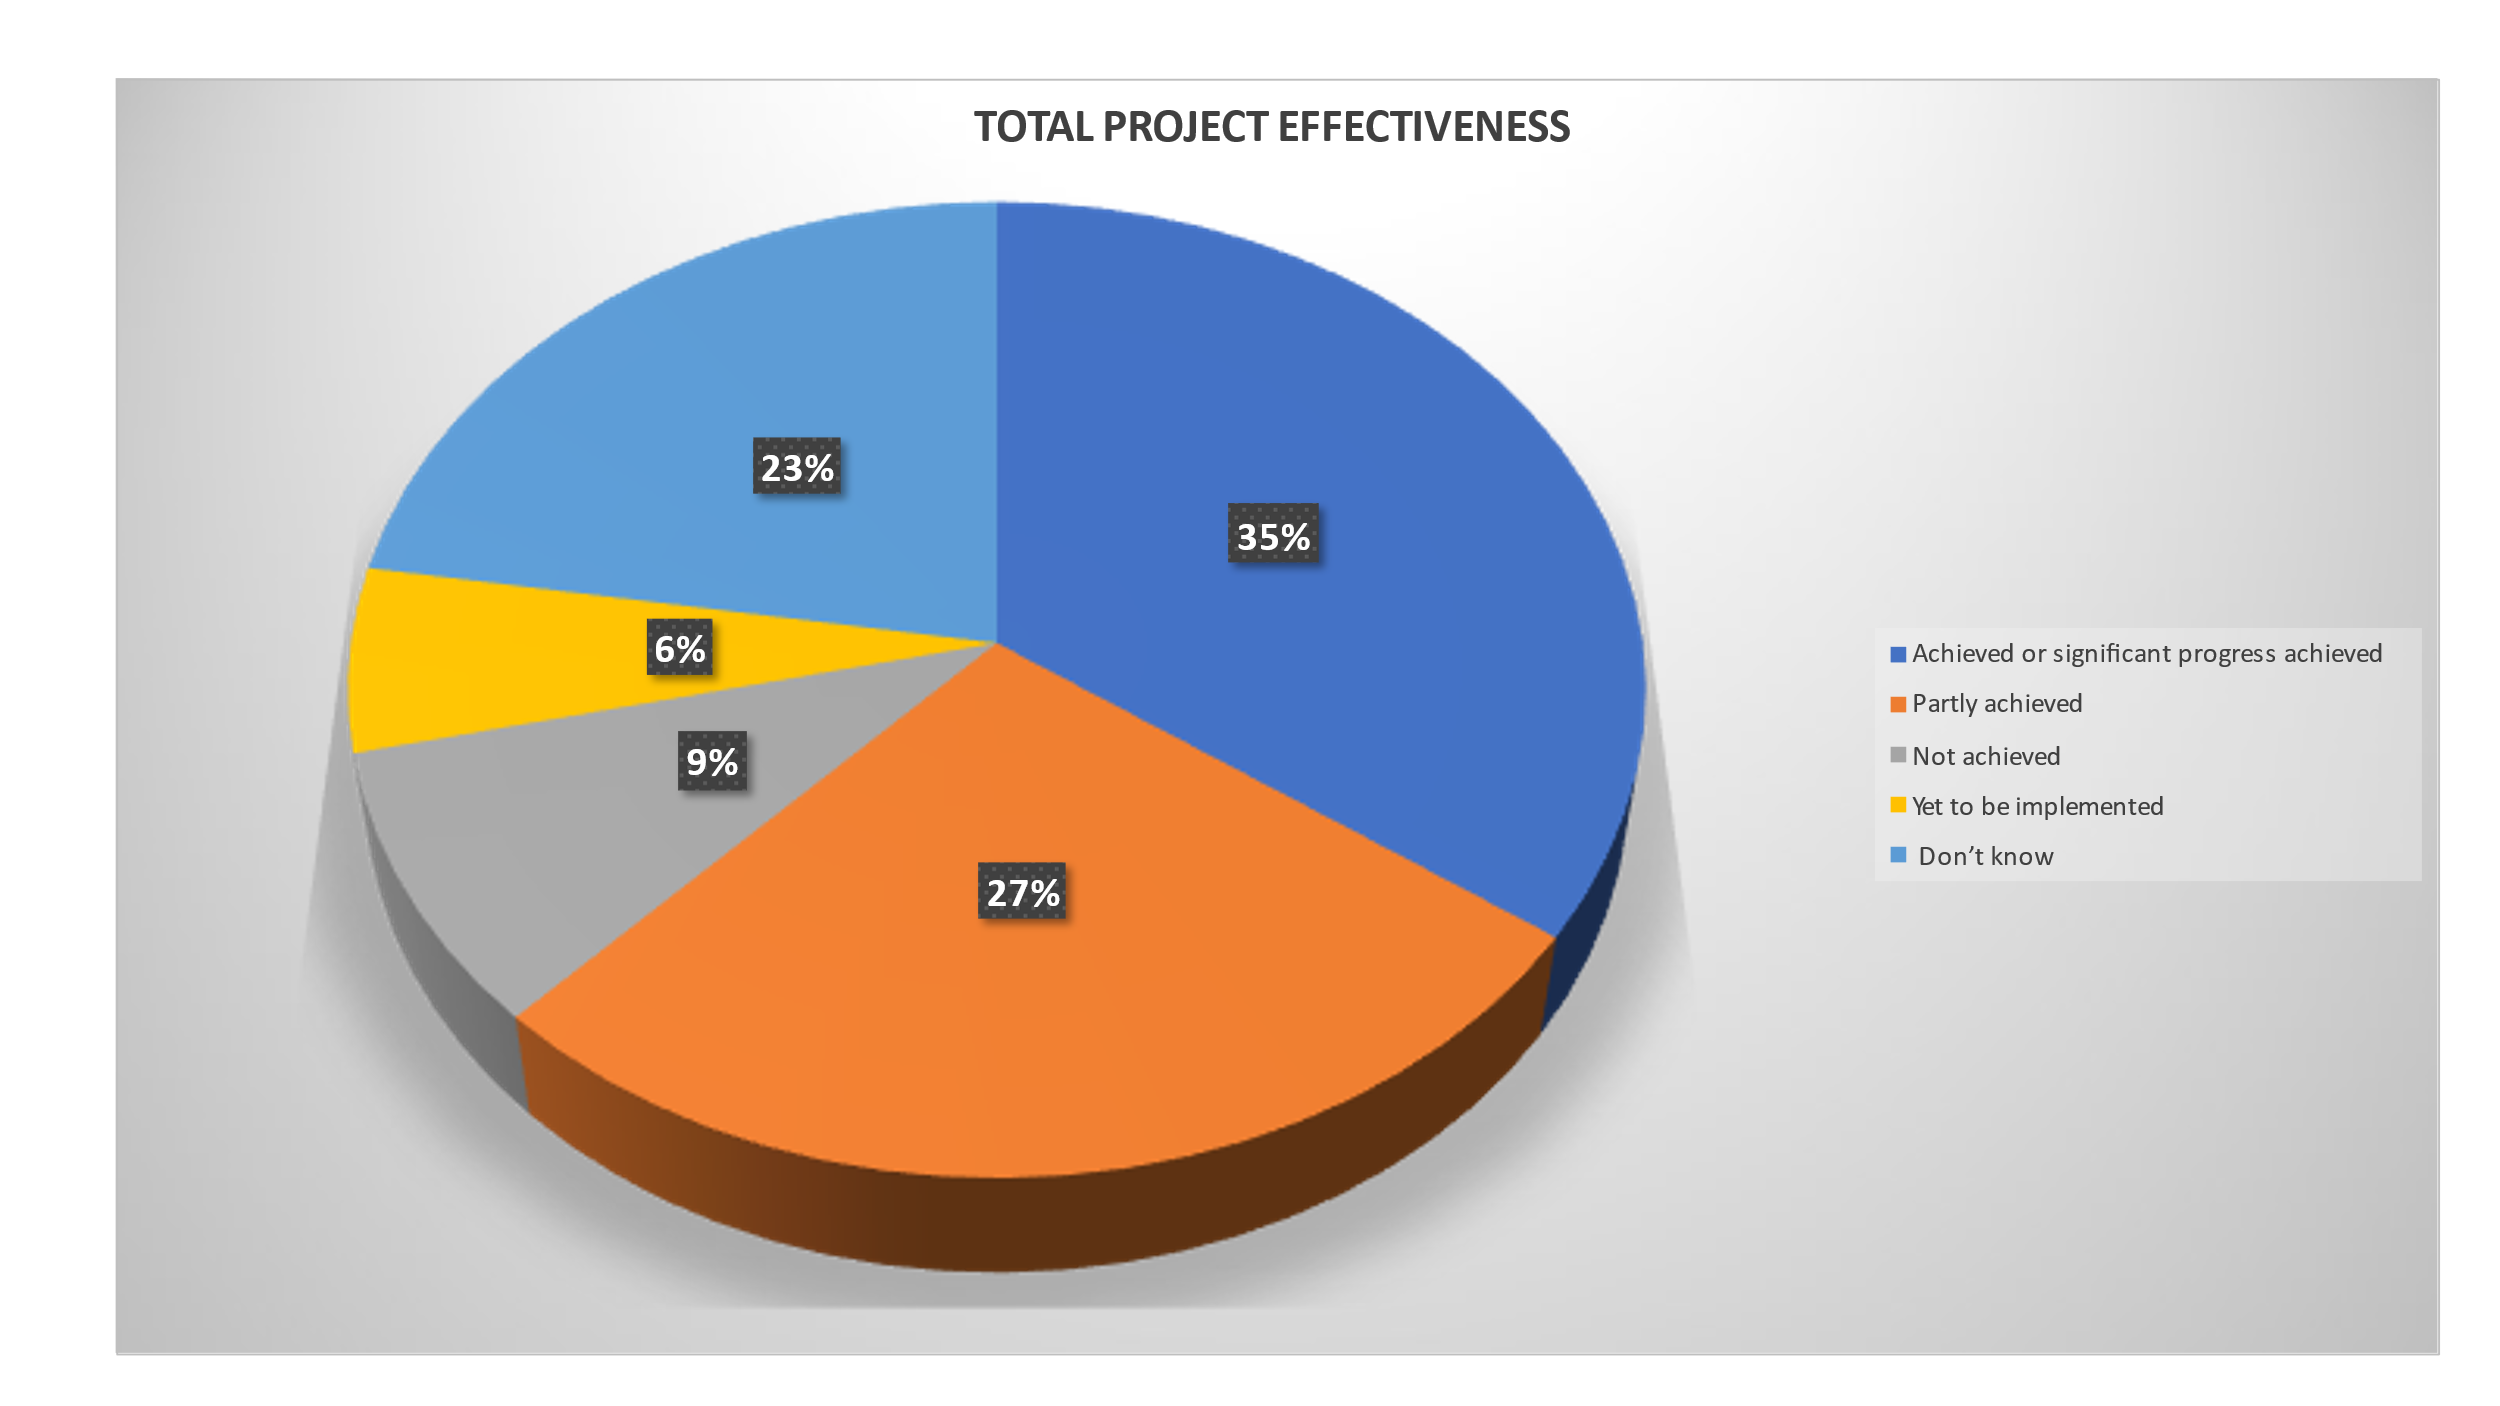 TOTAL PROJECT EFFECTIVENESS
23%
35%
6%
9%
27%
Achieved or significant progress achieved
Partly achieved
Not achieved
Yet to be implemented
Don’t know